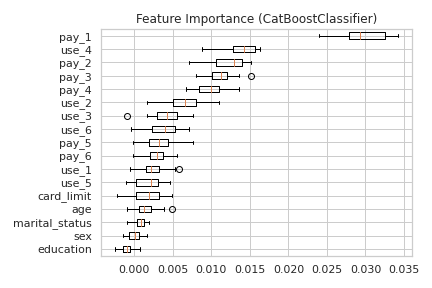 Feature Importance (CatBoostClassifier)
pay_1
use_4
pay_2
pay_3
pay_4
use_2
use_3
use_6
pay_5
pay_6
use_1
use_5
card_limit
age
marital_status
sex
education
0.000 0.005 0.010 0.015 0.020 0.025 0.030 0.035